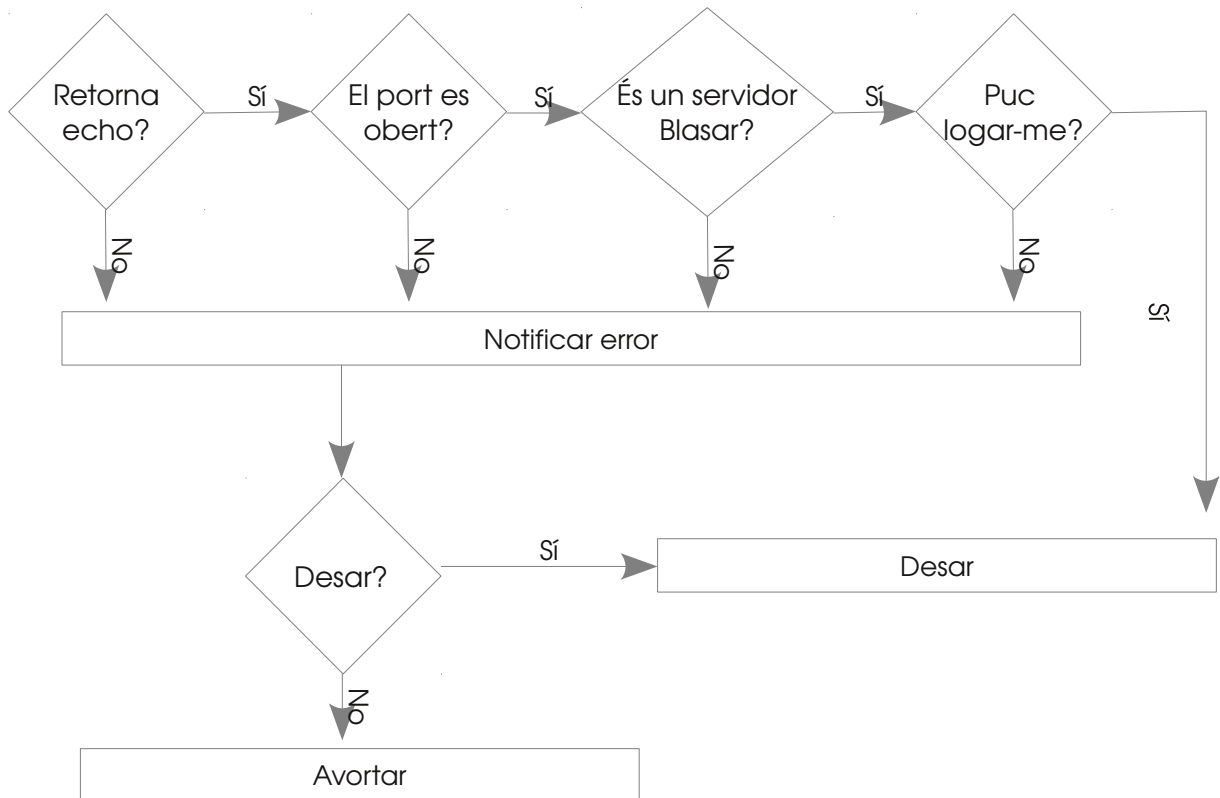 Retorna
echo?
Sí
El port es
obert?
Sí
És un servidor
Blasar?
Sí
Puc
logar-me?
No
No
No
No
Sí
Notificar error
Desar?
Sí
Desar
No
Avortar